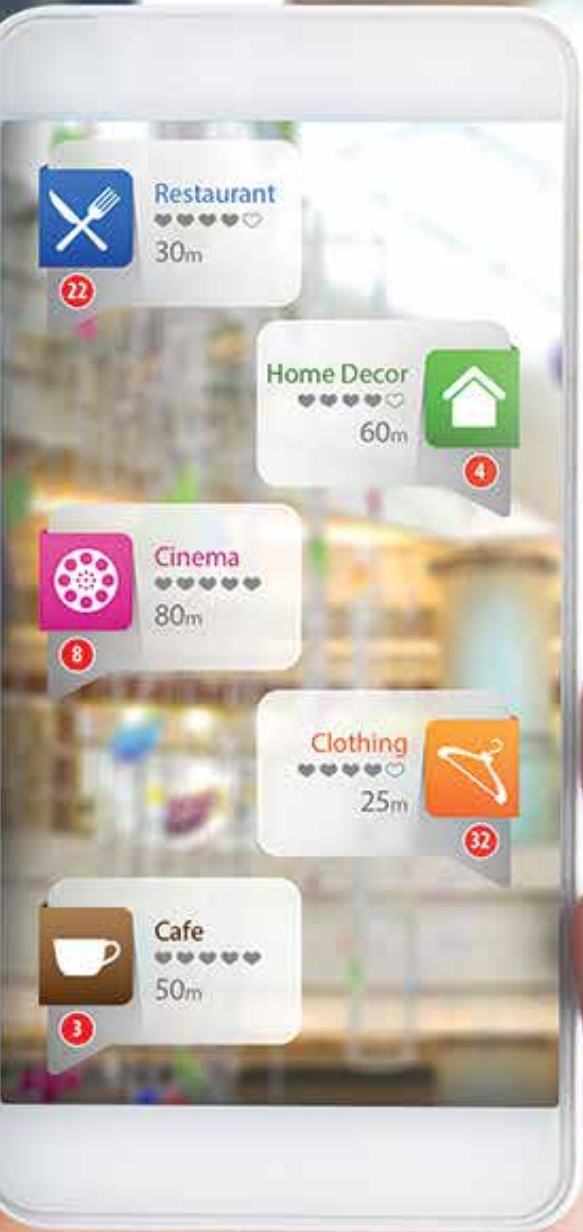 Restaurant
30m
22
Home Decor
60m
4
Cinema
80m
8
Clothing
25m
32
Cafe
50m
3